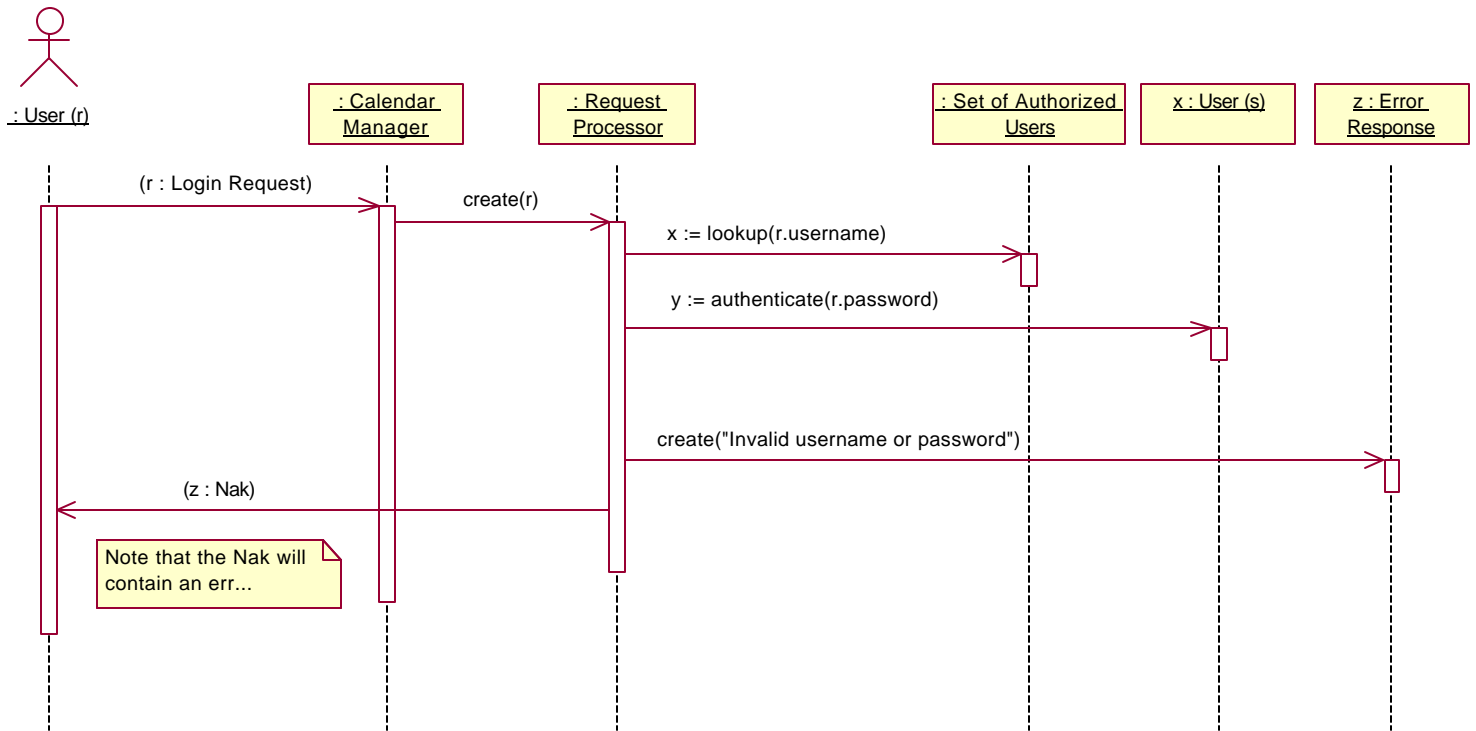 : User (r)
: Calendar
Manager
: Request
Processor
: Set of Authorized
Users
x : User (s)
z : Error
Response
(r : Login Request)
create(r)
x := lookup(r.username)
y := authenticate(r.password)
create("Invalid username or password")
(z : Nak)
Note that the Nak will
contain an err...